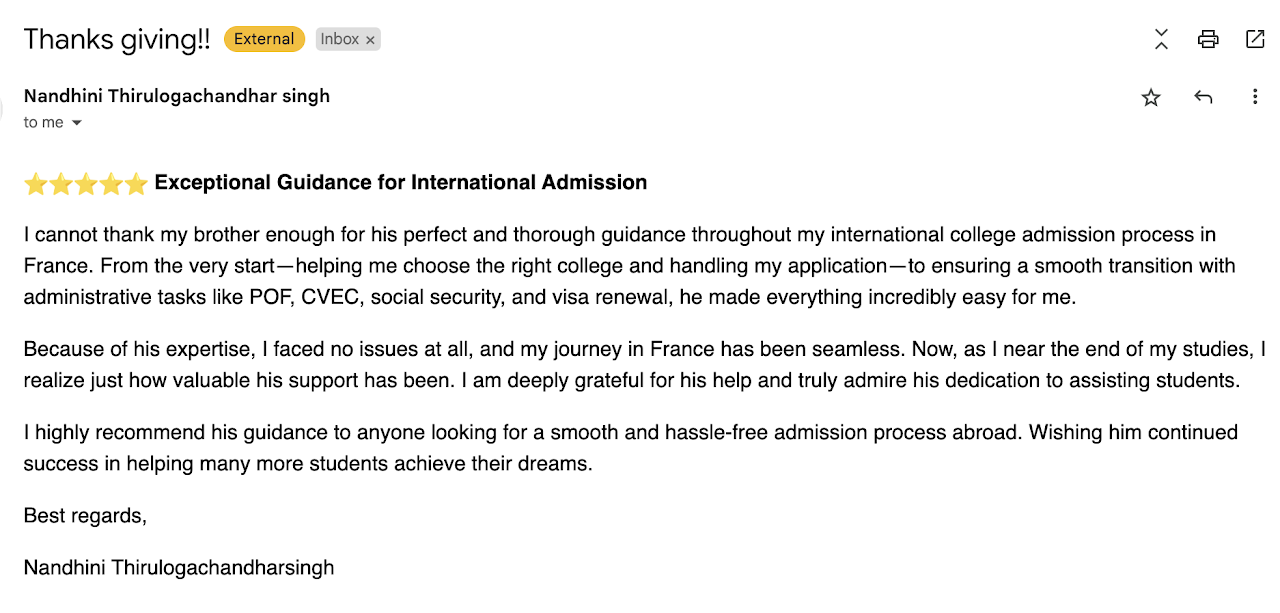 Thanks giving!! External Inbox ×
Nandhini Thirulogachandhar singh
to me
⭐⭐⭐⭐⭐ Exceptional Guidance for International Admission
I cannot thank my brother enough for his perfect and thorough guidance throughout my international college admission process in
France. From the very start—helping me choose the right college and handling my application—to ensuring a smooth transition with
administrative tasks like POF, CVEC, social security, and visa renewal, he made everything incredibly easy for me.
Because of his expertise, I faced no issues at all, and my journey in France has been seamless. Now, as I near the end of my studies, I
realize just how valuable his support has been. I am deeply grateful for his help and truly admire his dedication to assisting students.
I highly recommend his guidance to anyone looking for a smooth and hassle-free admission process abroad. Wishing him continued
success in helping many more students achieve their dreams.
Best regards,
Nandhini Thirulogachandharsingh